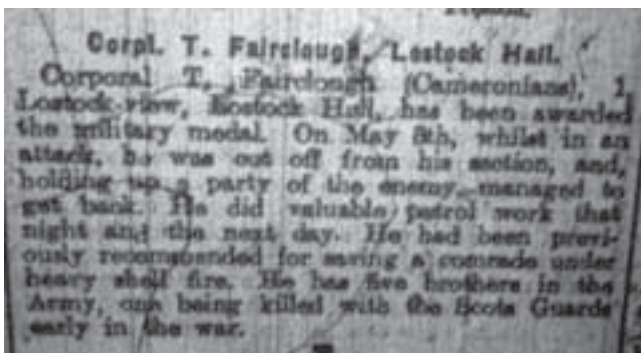 Corpl. T. Fairclough, Lostock Hall.
Corporal T. Fairclough (Cameronians), 1,
Lostock-view, Lostock Hall, has been awarded
the military medal. On May 8th, whilst in an
attack, he was cut off from his section, and,
holding up a party of the enemy, managed to
get back. He did valuable patrol work that
night and the next day. He had been previ-
ously recommended for saving a comrade under
heavy shell fire. He has five brothers in the
Army, one being killed with the Scots Guards
early in the war.